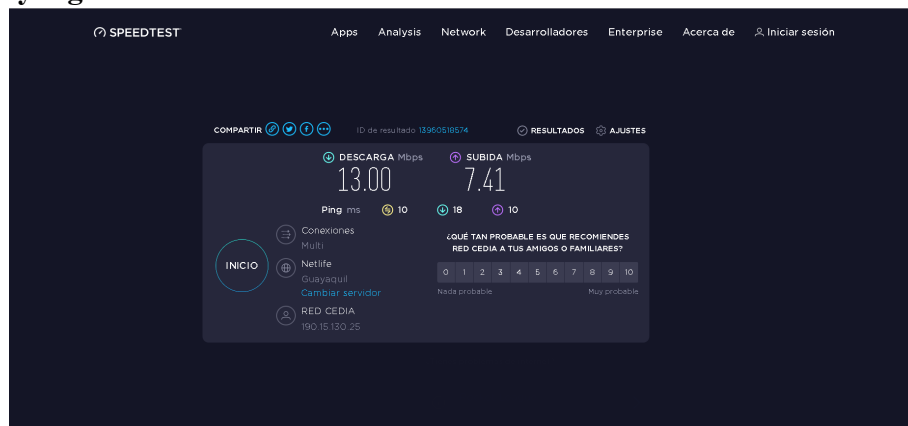 SPEEDTEST
Apps Analysis Network Desarrolladores Enterprise Acerca de Iniciar sesión
COMPARTIR ID de resultado 13960518574 RESULTADOS AJUSTES
DESCARGA Mbps SUBIDA Mbps
13.00 7.41
Ping ms 10 18 10
INICIO
Conexiones
Multi
Netlife
Guayaquil
Cambiar servidor
RED CEDIA
190.15.130.25
¿QUÉ TAN PROBABLE ES QUE RECOMIENDES
RED CEDIA A TUS AMIGOS O FAMILIARES?
0 1 2 3 4 5 6 7 8 9 10
Nada probable Muy probable